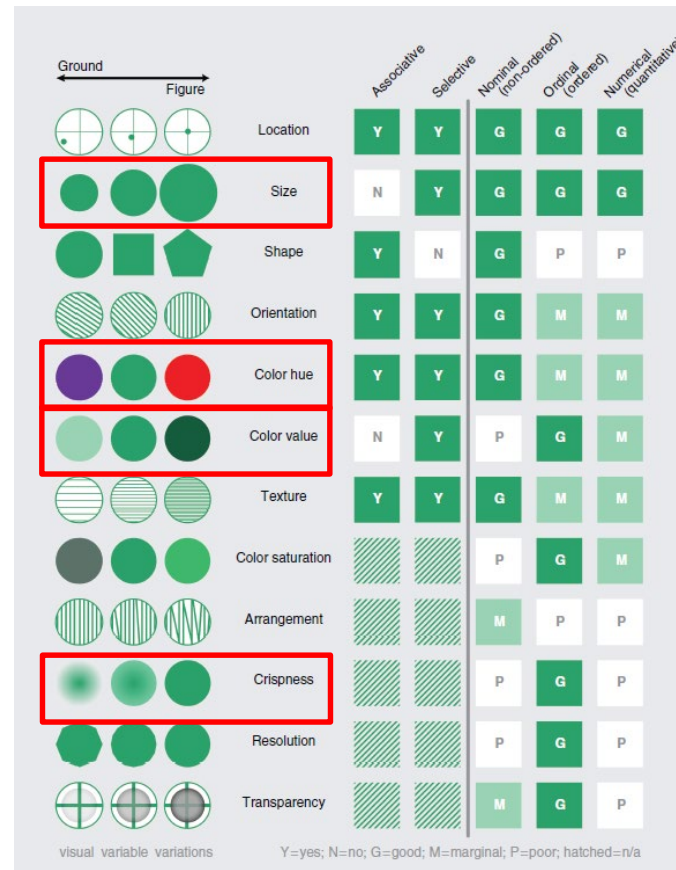 Ground
Figure
Associative
Selective
Nominal
(non-ordered)
Ordinal
(ordered)
Numerical
(quantitative)
Location Y Y G G G
Size N Y G G G
Shape Y N G P P
Orientation Y Y G M M
Color hue Y Y G M M
Color value N Y P G M
Texture Y Y G M M
Color saturation P G M
Arrangement M P P
Crispness P G P
Resolution P G P
Transparency M G P
visual variable variations Y=yes; N=no; G=good; M=marginal; P=poor; hatched=n/a